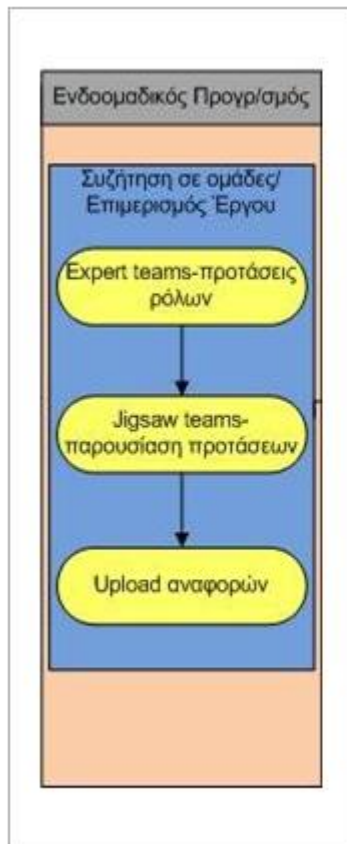 Ενδοομαδικός Προγρ/σμός
Συζήτηση σε ομάδες/
Επιμερισμός Έργου
Expert teams-προτάσεις
ρόλων
Jigsaw teams-
παρουσίαση προτάσεων
Upload αναφορών